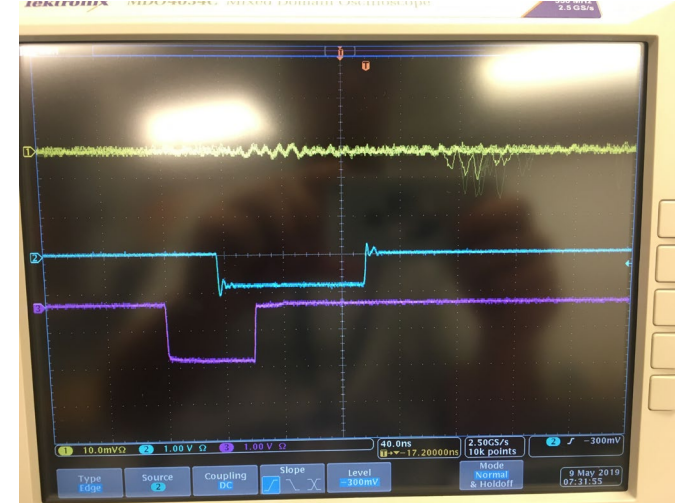 Tektronix MDO4054C Mixed Domain Oscilloscope
2.5 GS/s
T
T
1
2
3
1 10.0mVΩ 2 1.00 V Ω 3 1.00 V Ω
40.0ns
T→▼-17.20000ns
2.50GS/s
10k points
2 -300mV
Type
Edge
Source
2
Coupling
DC
Slope
Level
-300mV
Mode
Normal
& Holdoff
9 May 2019
07:31:55